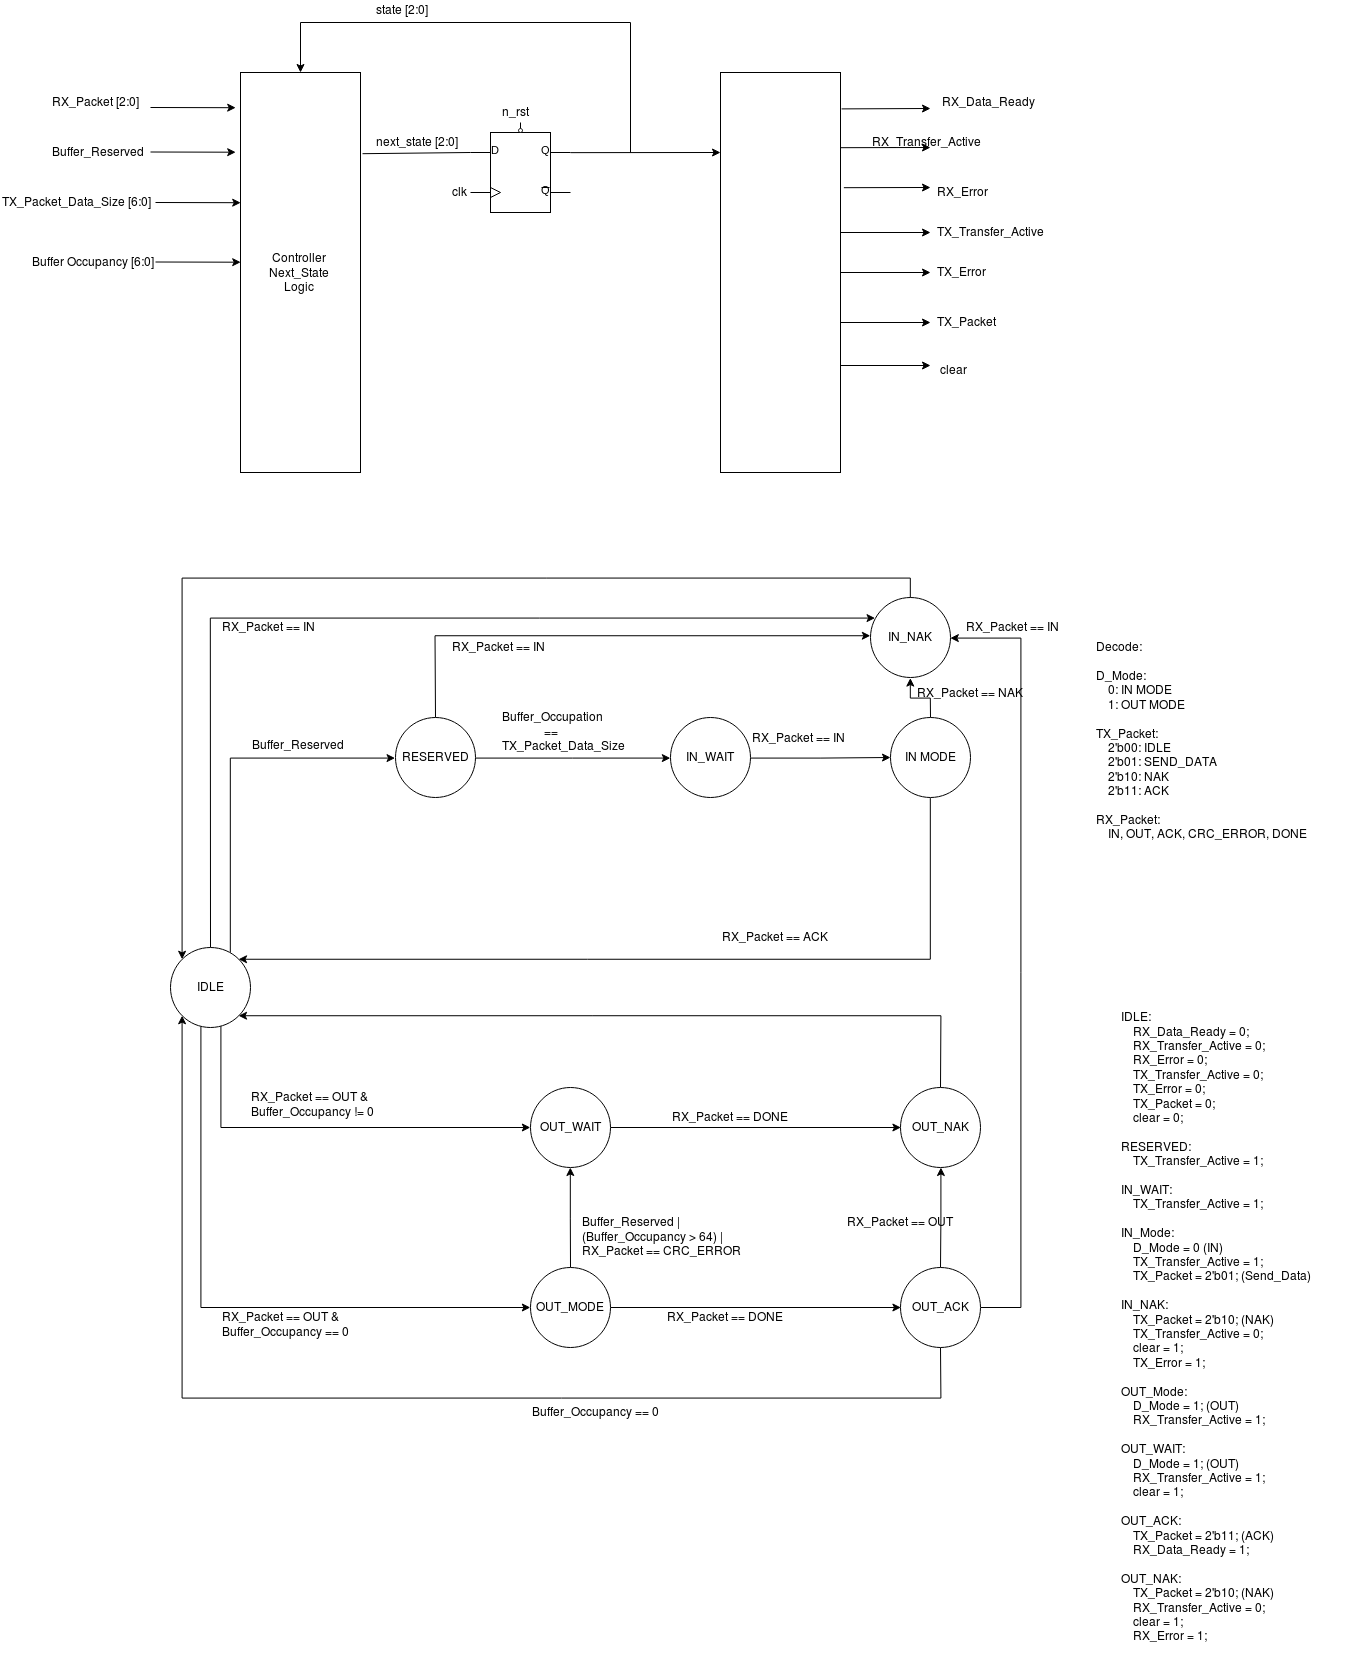 state [2:0]
RX_Packet [2:0]
Buffer_Reserved
TX_Packet_Data_Size [6:0]
Buffer Occupancy [6:0]
Controller
Next_State
Logic
next_state [2:0]
n_rst
D
Q
clk
Q
RX_Data_Ready
RX_Transfer_Active
RX_Error
TX_Transfer_Active
TX_Error
TX_Packet
clear
RX_Packet == IN
RX_Packet == IN
IN_NAK
RX_Packet == IN
RX_Packet == NAK
Buffer_Reserved
RESERVED
Buffer_Occupation
==
TX_Packet_Data_Size
IN_WAIT
RX_Packet == IN
IN MODE
RX_Packet == ACK
IDLE
RX_Packet == OUT &
Buffer_Occupancy != 0
OUT_WAIT
RX_Packet == DONE
OUT_NAK
Buffer_Reserved |
(Buffer_Occupancy > 64) |
RX_Packet == CRC_ERROR
RX_Packet == OUT
RX_Packet == OUT &
Buffer_Occupancy == 0
OUT_MODE
RX_Packet == DONE
OUT_ACK
Buffer_Occupancy == 0
Decode:
D_Mode:
0: IN MODE
1: OUT MODE
TX_Packet:
2'b00: IDLE
2'b01: SEND_DATA
2'b10: NAK
2'b11: ACK
RX_Packet:
IN, OUT, ACK, CRC_ERROR, DONE
IDLE:
RX_Data_Ready = 0;
RX_Transfer_Active = 0;
RX_Error = 0;
TX_Transfer_Active = 0;
TX_Error = 0;
TX_Packet = 0;
clear = 0;
RESERVED:
TX_Transfer_Active = 1;
IN_WAIT:
TX_Transfer_Active = 1;
IN_Mode:
D_Mode = 0 (IN)
TX_Transfer_Active = 1;
TX_Packet = 2'b01; (Send_Data)
IN_NAK:
TX_Packet = 2'b10; (NAK)
TX_Transfer_Active = 0;
clear = 1;
TX_Error = 1;
OUT_Mode:
D_Mode = 1; (OUT)
RX_Transfer_Active = 1;
OUT_WAIT:
D_Mode = 1; (OUT)
RX_Transfer_Active = 1;
clear = 1;
OUT_ACK:
TX_Packet = 2'b11; (ACK)
RX_Data_Ready = 1;
OUT_NAK:
TX_Packet = 2'b10; (NAK)
RX_Transfer_Active = 0;
clear = 1;
RX_Error = 1;